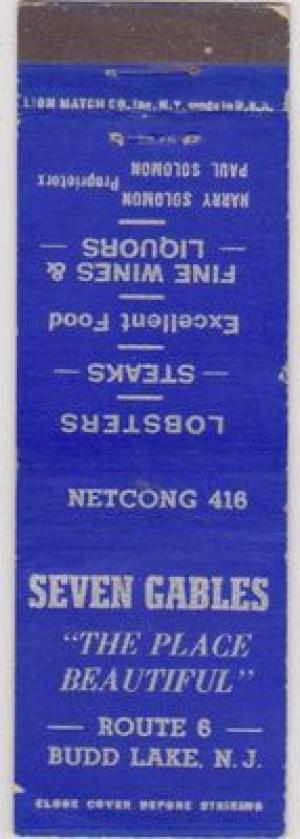 LION MATCH CO., Inc. N.Y. made in U.S.A.
LOBSTERS
— STEAKS —
Excellent Food
FINE WINES &
— LIQUORS —
HARRY SOLOMON
PAUL SOLOMON
Proprietors
NETCONG 416
SEVEN GABLES
"THE PLACE
BEAUTIFUL"
— ROUTE 6 —
BUDD LAKE, N. J.
CLOSE COVER BEFORE STRIKING